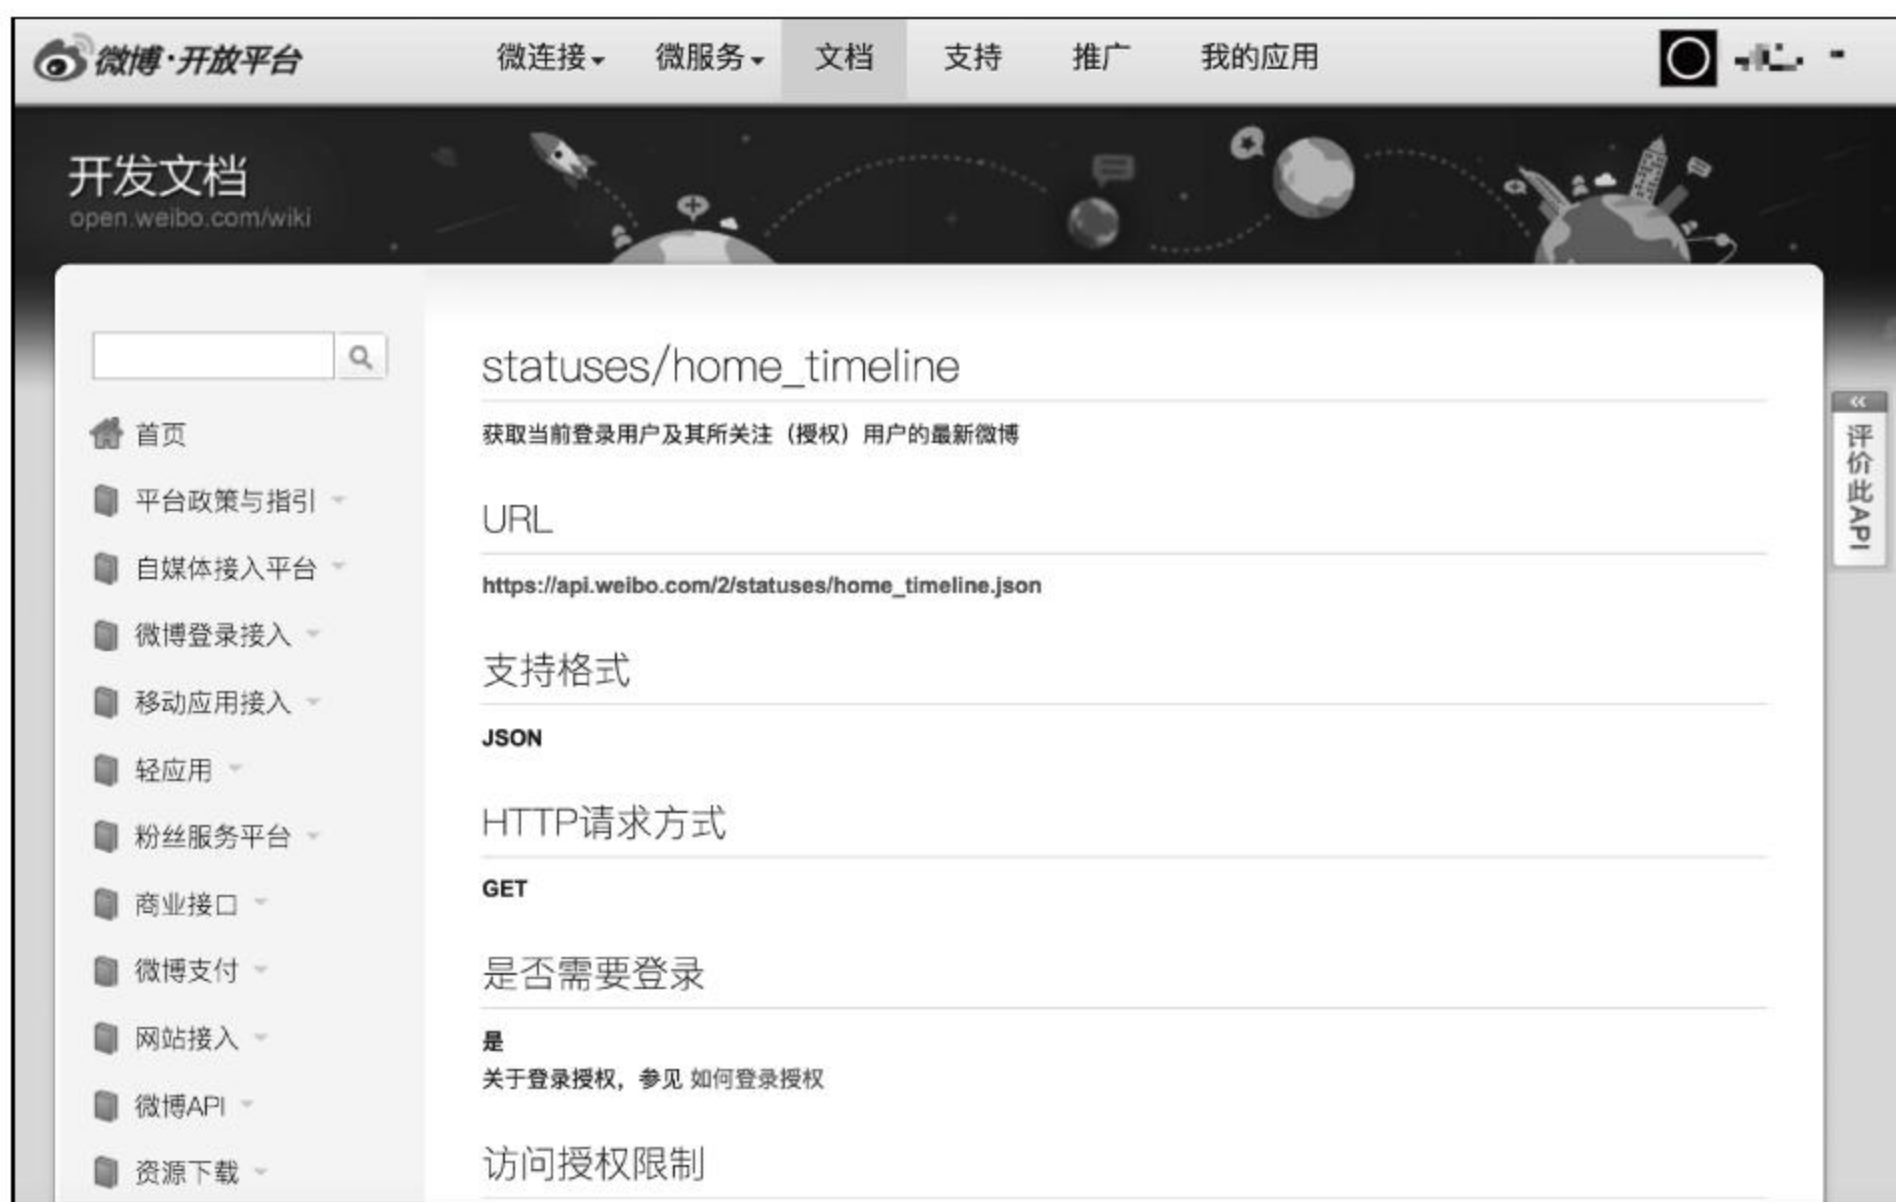 微博·开放平台
微连接 微服务 文档 支持 推广 我的应用
开发文档
open.weibo.com/wiki
首页
平台政策与指引
自媒体接入平台
微博登录接入
移动应用接入
轻应用
粉丝服务平台
商业接口
微博支付
网站接入
微博API
资源下载
statuses/home_timeline
获取当前登录用户及其所关注（授权）用户的最新微博
URL
https://api.weibo.com/2/statuses/home_timeline.json
支持格式
JSON
HTTP请求方式
GET
是否需要登录
是
关于登录授权，参见 如何登录授权
访问授权限制
评价此API